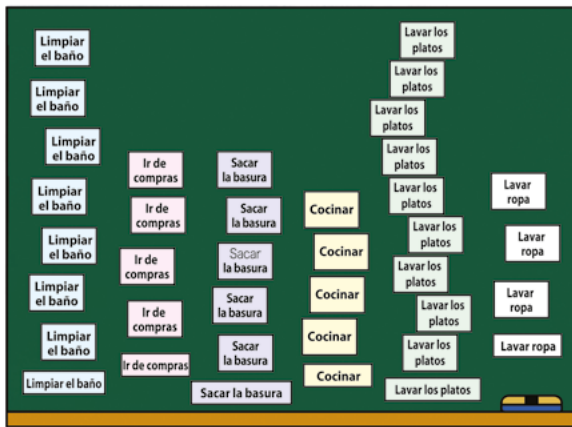 Limpiar
el baño
Limpiar
el baño
Limpiar
el baño
Limpiar
el baño
Limpiar
el baño
Limpiar
el baño
Limpiar
el baño
Limpiar el baño
Ir de
compras
Ir de
compras
Ir de
compras
Ir de
compras
Ir de compras
Sacar
la basura
Sacar
la basura
Sacar
la basura
Sacar
la basura
Sacar
la basura
Sacar la basura
Cocinar
Cocinar
Cocinar
Cocinar
Cocinar
Lavar los
platos
Lavar los
platos
Lavar los
platos
Lavar los
platos
Lavar los
platos
Lavar los
platos
Lavar los
platos
Lavar los
platos
Lavar los
platos
Lavar los platos
Lavar
ropa
Lavar
ropa
Lavar
ropa
Lavar ropa